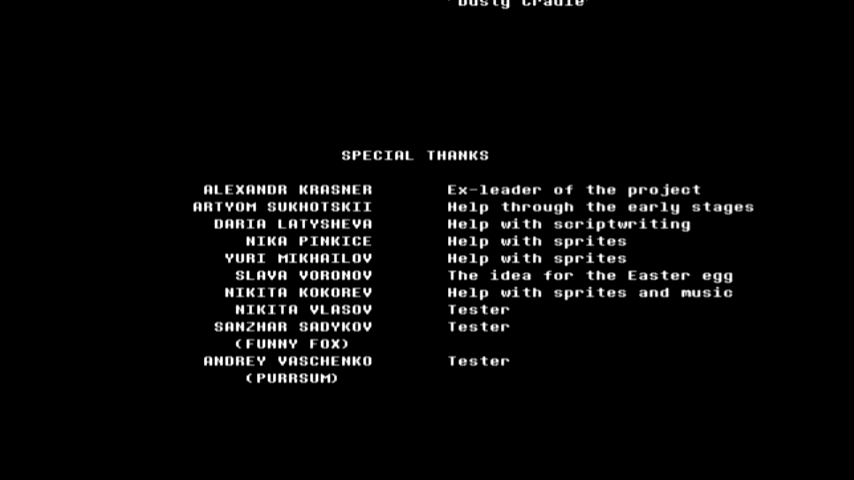 "Dusty Cradle"
SPECIAL THANKS
ALEXANDR KRASNER Ex-leader of the project
ARTYOM SUKHOTSKII Help through the early stages
DARIA LATYSHEVA Help with scriptwriting
NIKA PINKICE Help with sprites
YURI MIKHAILOV Help with sprites
SLAVA VORONOV The idea for the Easter egg
NIKITA KOKOREV Help with sprites and music
NIKITA VLASOV Tester
SANZHAR SADYKOV Tester
(FUNNY FOX)
ANDREY VASCHENKO Tester
(PURRSUM)